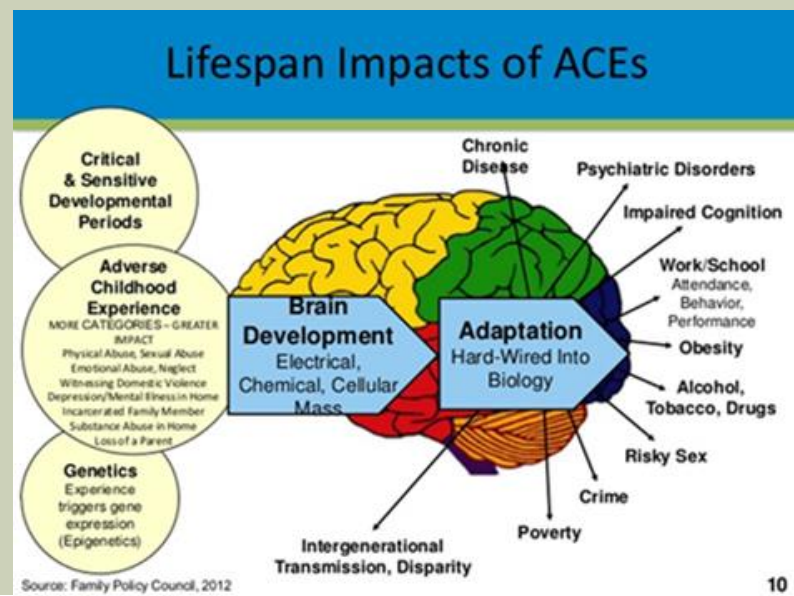 Lifespan Impacts of ACEs
Critical
& Sensitive
Developmental
Periods
Adverse
Childhood
Experience
MORE CATEGORIES – GREATER
IMPACT
Physical Abuse, Sexual Abuse
Emotional Abuse, Neglect
Witnessing Domestic Violence
Depression/Mental Illness in Home
Incarcerated Family Member
Substance Abuse in Home
Loss of a Parent
Genetics
Experience
triggers gene
expression
(Epigenetics)
Brain
Development
Electrical,
Chemical, Cellular
Mass
Adaptation
Hard-Wired Into
Biology
Chronic
Disease
Psychiatric Disorders
Impaired Cognition
Work/School
Attendance,
Behavior,
Performance
Obesity
Alcohol,
Tobacco, Drugs
Risky Sex
Crime
Poverty
Intergenerational
Transmission, Disparity
Source: Family Policy Council, 2012
10